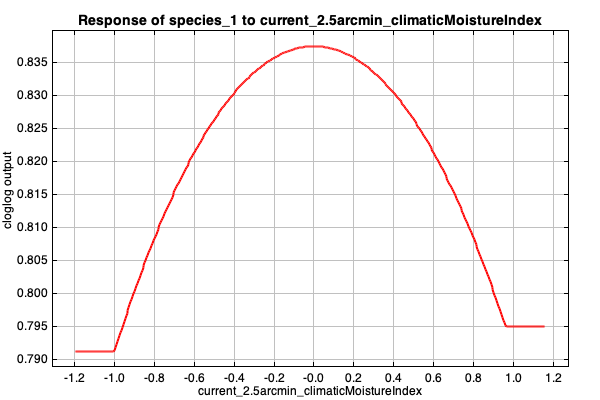 Response of species_1 to current_2.5arcmin_climaticMoistureIndex
cloglog output
0.835
0.830
0.825
0.820
0.815
0.810
0.805
0.800
0.795
0.790
-1.2 -1.0 -0.8 -0.6 -0.4 -0.2 -0.0 0.2 0.4 0.6 0.8 1.0 1.2
current_2.5arcmin_climaticMoistureIndex